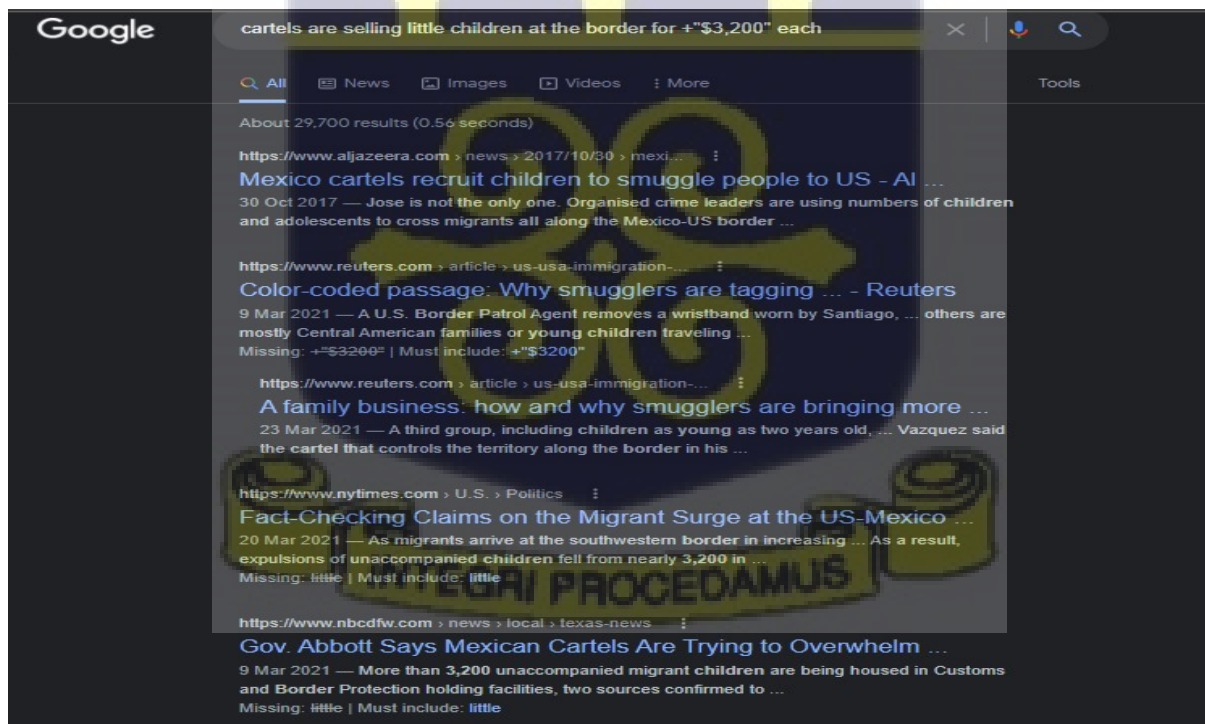 Google
cartels are selling little children at the border for +"$3,200" each
All News Images Videos More Tools
About 29,700 results (0.56 seconds)
https://www.aljazeera.com › news › 2017/10/30 › mexi...
Mexico cartels recruit children to smuggle people to US - Al ...
30 Oct 2017 — Jose is not the only one. Organised crime leaders are using numbers of children
and adolescents to cross migrants all along the Mexico-US border ...
https://www.reuters.com › article › us-usa-immigration-...
Color-coded passage: Why smugglers are tagging ... - Reuters
9 Mar 2021 — A U.S. Border Patrol Agent removes a wristband worn by Santiago, ... others are
mostly Central American families or young children traveling ...
Missing: +"$3200" | Must include: +"$3200"
https://www.reuters.com › article › us-usa-immigration-...
A family business: how and why smugglers are bringing more ...
23 Mar 2021 — A third group, including children as young as two years old, ... Vazquez said
the cartel that controls the territory along the border in his ...
https://www.nytimes.com › U.S. › Politics
Fact-Checking Claims on the Migrant Surge at the US-Mexico ...
20 Mar 2021 — As migrants arrive at the southwestern border in increasing ... As a result,
expulsions of unaccompanied children fell from nearly 3,200 in ...
Missing: little | Must include: little
INTEGRI PROCEDAMUS
https://www.nbcdfw.com › news › local › texas-news
Gov. Abbott Says Mexican Cartels Are Trying to Overwhelm ...
9 Mar 2021 — More than 3,200 unaccompanied migrant children are being housed in Customs
and Border Protection holding facilities, two sources confirmed to ...
Missing: little | Must include: little